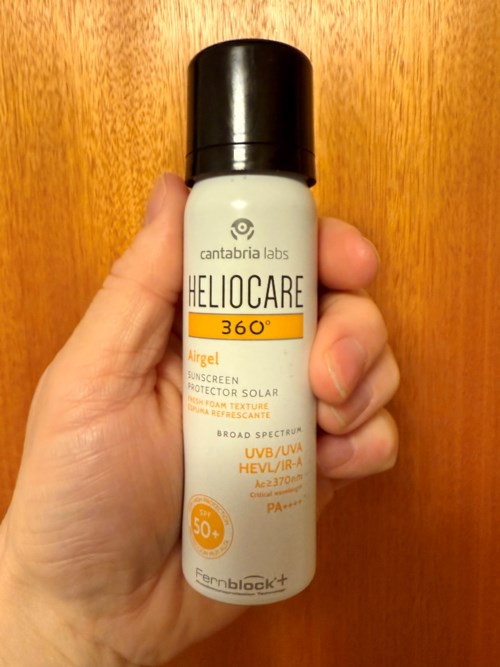 cantabria labs
HELIOCARE
360°
Airgel
SUNSCREEN
PROTECTOR SOLAR
FRESH FOAM TEXTURE
ESPUMA REFRESCANTE
BROAD SPECTRUM
UVB/UVA
HEVL/IR-A
λc≥370nm
Critical wavelength
PA++++
SPF
50+
Fernblock®+